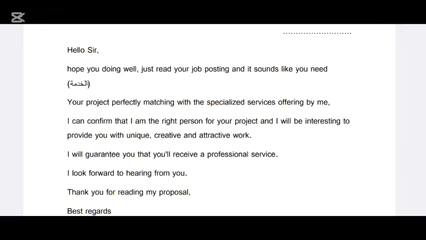 Hello Sir,
hope you doing well, just read your job posting and it sounds like you need
(الخدمة)
Your project perfectly matching with the specialized services offering by me,
I can confirm that I am the right person for your project and I will be interesting to
provide you with unique, creative and attractive work.
I will guarantee you that you'll receive a professional service.
I look forward to hearing from you.
Thank you for reading my proposal,
Best regards